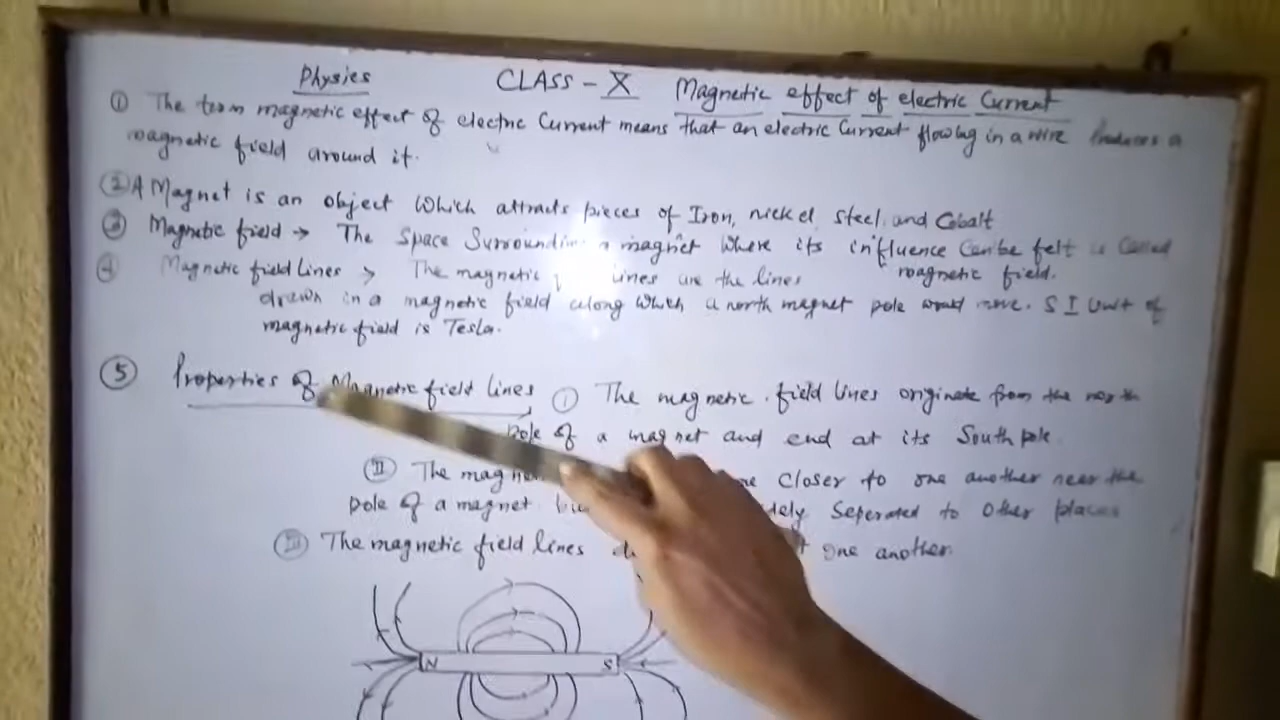 Physics CLASS - X Magnetic effect of electric Current
① The term magnetic effect of electric Current means that an electric Current flowing in a wire Produces a
magnetic field around it.
② A Magnet is an object which attracts pieces of Iron, nickel, steel, and Cobalt
③ Magnetic field → The Space Surrounding a magnet where its influence Can be felt is Called
magnetic field.
④ Magnetic field Lines → The magnetic lines are the lines
drawn in a magnetic field along which a north magnet pole would move. S I Unit of
magnetic field is Tesla.
⑤ Properties of Magnetic field lines ① The magnetic field lines originate from the north
pole of a magnet and end at its South pole
Ⅱ The closer to one another near the
pole of a magnet Seperated to Other places
Ⅲ The magnetic field lines one another.
N S